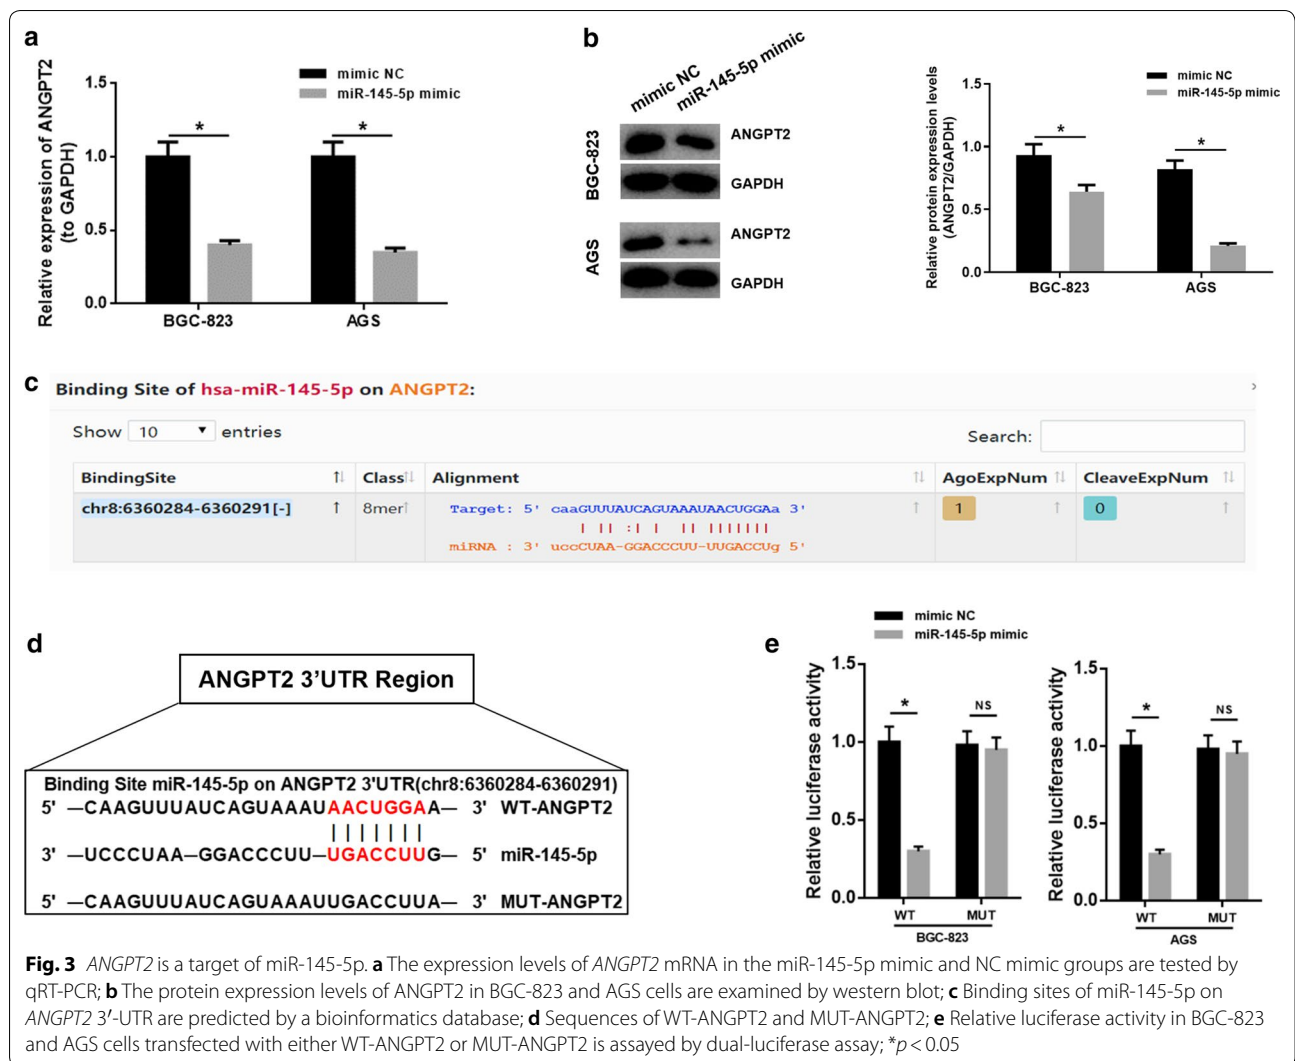 a
Relative expression of ANGPT2
(to GAPDH)
1.5
1.0
0.5
0.0
mimic NC
miR-145-5p mimic
*
*
BGC-823
AGS
b
mimic NC
miR-145-5p mimic
BGC-823
ANGPT2
GAPDH
AGS
ANGPT2
GAPDH
Relative protein expression levels
(ANGPT2/GAPDH)
1.5
1.0
0.5
0.0
mimic NC
miR-145-5p mimic
*
*
BGC-823
AGS
c
Binding Site of hsa-miR-145-5p on ANGPT2:
Show 10 entries
Search:
BindingSite Class Alignment AgoExpNum CleaveExpNum
chr8:6360284-6360291[-] 8mer 1 0
Target: 5' caaGUUUAUCAGUAAAUAACUGGAa 3'
| || :| | || |||||||
miRNA : 3' uccCUAA-GGACCCUU-UUGACCUg 5'
d
ANGPT2 3'UTR Region
Binding Site miR-145-5p on ANGPT2 3'UTR(chr8:6360284-6360291)
5' —CAAGUUUAUCAGUAAAUAACUGGAA— 3' WT-ANGPT2
| | | | | | |
3' —UCCCUAA—GGACCCUU—UGACCUUG— 5' miR-145-5p
5' —CAAGUUUAUCAGUAAAUUGACCUUA— 3' MUT-ANGPT2
e
mimic NC
miR-145-5p mimic
Relative luciferase activity
1.5
1.0
0.5
0.0
*
NS
WT
MUT
BGC-823
Relative luciferase activity
1.5
1.0
0.5
0.0
*
NS
WT
MUT
AGS
Fig. 3 ANGPT2 is a target of miR-145-5p. a The expression levels of ANGPT2 mRNA in the miR-145-5p mimic and NC mimic groups are tested by
qRT-PCR; b The protein expression levels of ANGPT2 in BGC-823 and AGS cells are examined by western blot; c Binding sites of miR-145-5p on
ANGPT2 3′-UTR are predicted by a bioinformatics database; d Sequences of WT-ANGPT2 and MUT-ANGPT2; e Relative luciferase activity in BGC-823
and AGS cells transfected with either WT-ANGPT2 or MUT-ANGPT2 is assayed by dual-luciferase assay; *p < 0.05